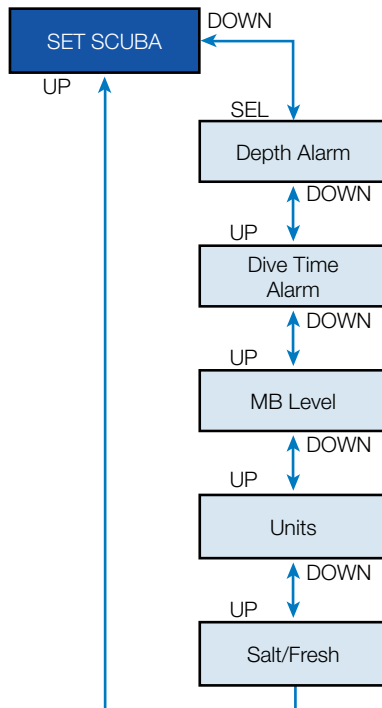 SET SCUBA
DOWN
UP
SEL
Depth Alarm
DOWN
UP
Dive Time
Alarm
DOWN
UP
MB Level
DOWN
UP
Units
DOWN
UP
Salt/Fresh